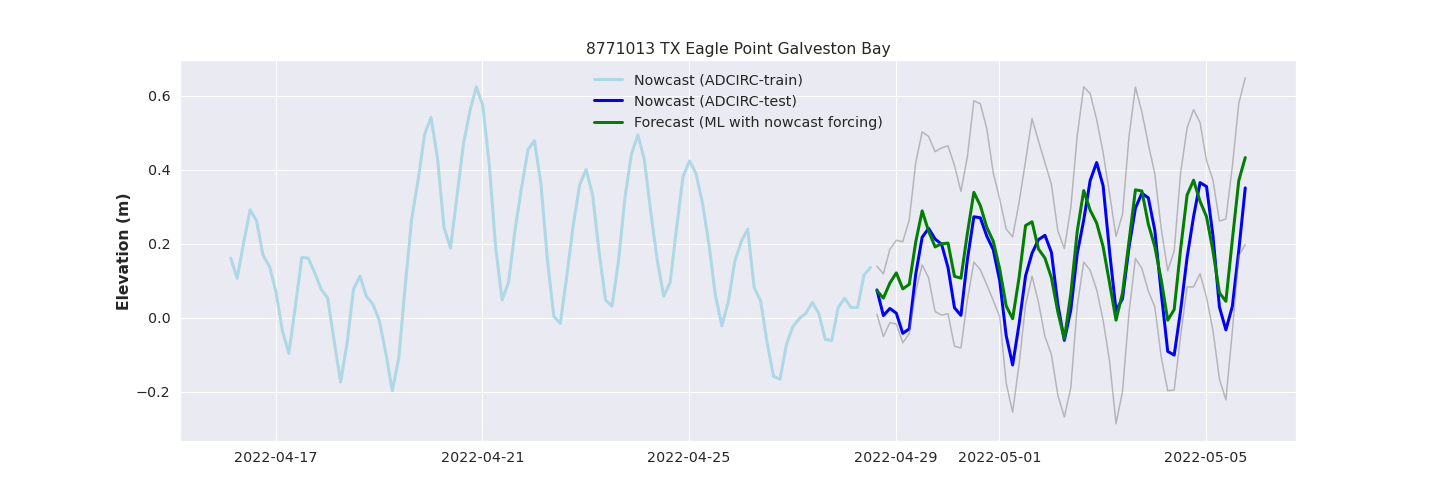 8771013 TX Eagle Point Galveston Bay
Nowcast (ADCIRC-train)
Nowcast (ADCIRC-test)
Forecast (ML with nowcast forcing)
Elevation (m)
0.6
0.4
0.2
0.0
−0.2
2022-04-17 2022-04-21 2022-04-25 2022-04-29 2022-05-01 2022-05-05